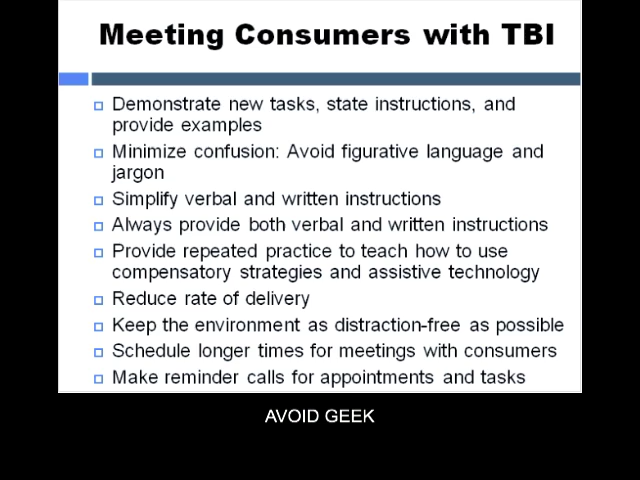 Meeting Consumers with TBI
Demonstrate new tasks, state instructions, and
provide examples
Minimize confusion: Avoid figurative language and
jargon
Simplify verbal and written instructions
Always provide both verbal and written instructions
Provide repeated practice to teach how to use
compensatory strategies and assistive technology
Reduce rate of delivery
Keep the environment as distraction-free as possible
Schedule longer times for meetings with consumers
Make reminder calls for appointments and tasks
AVOID GEEK